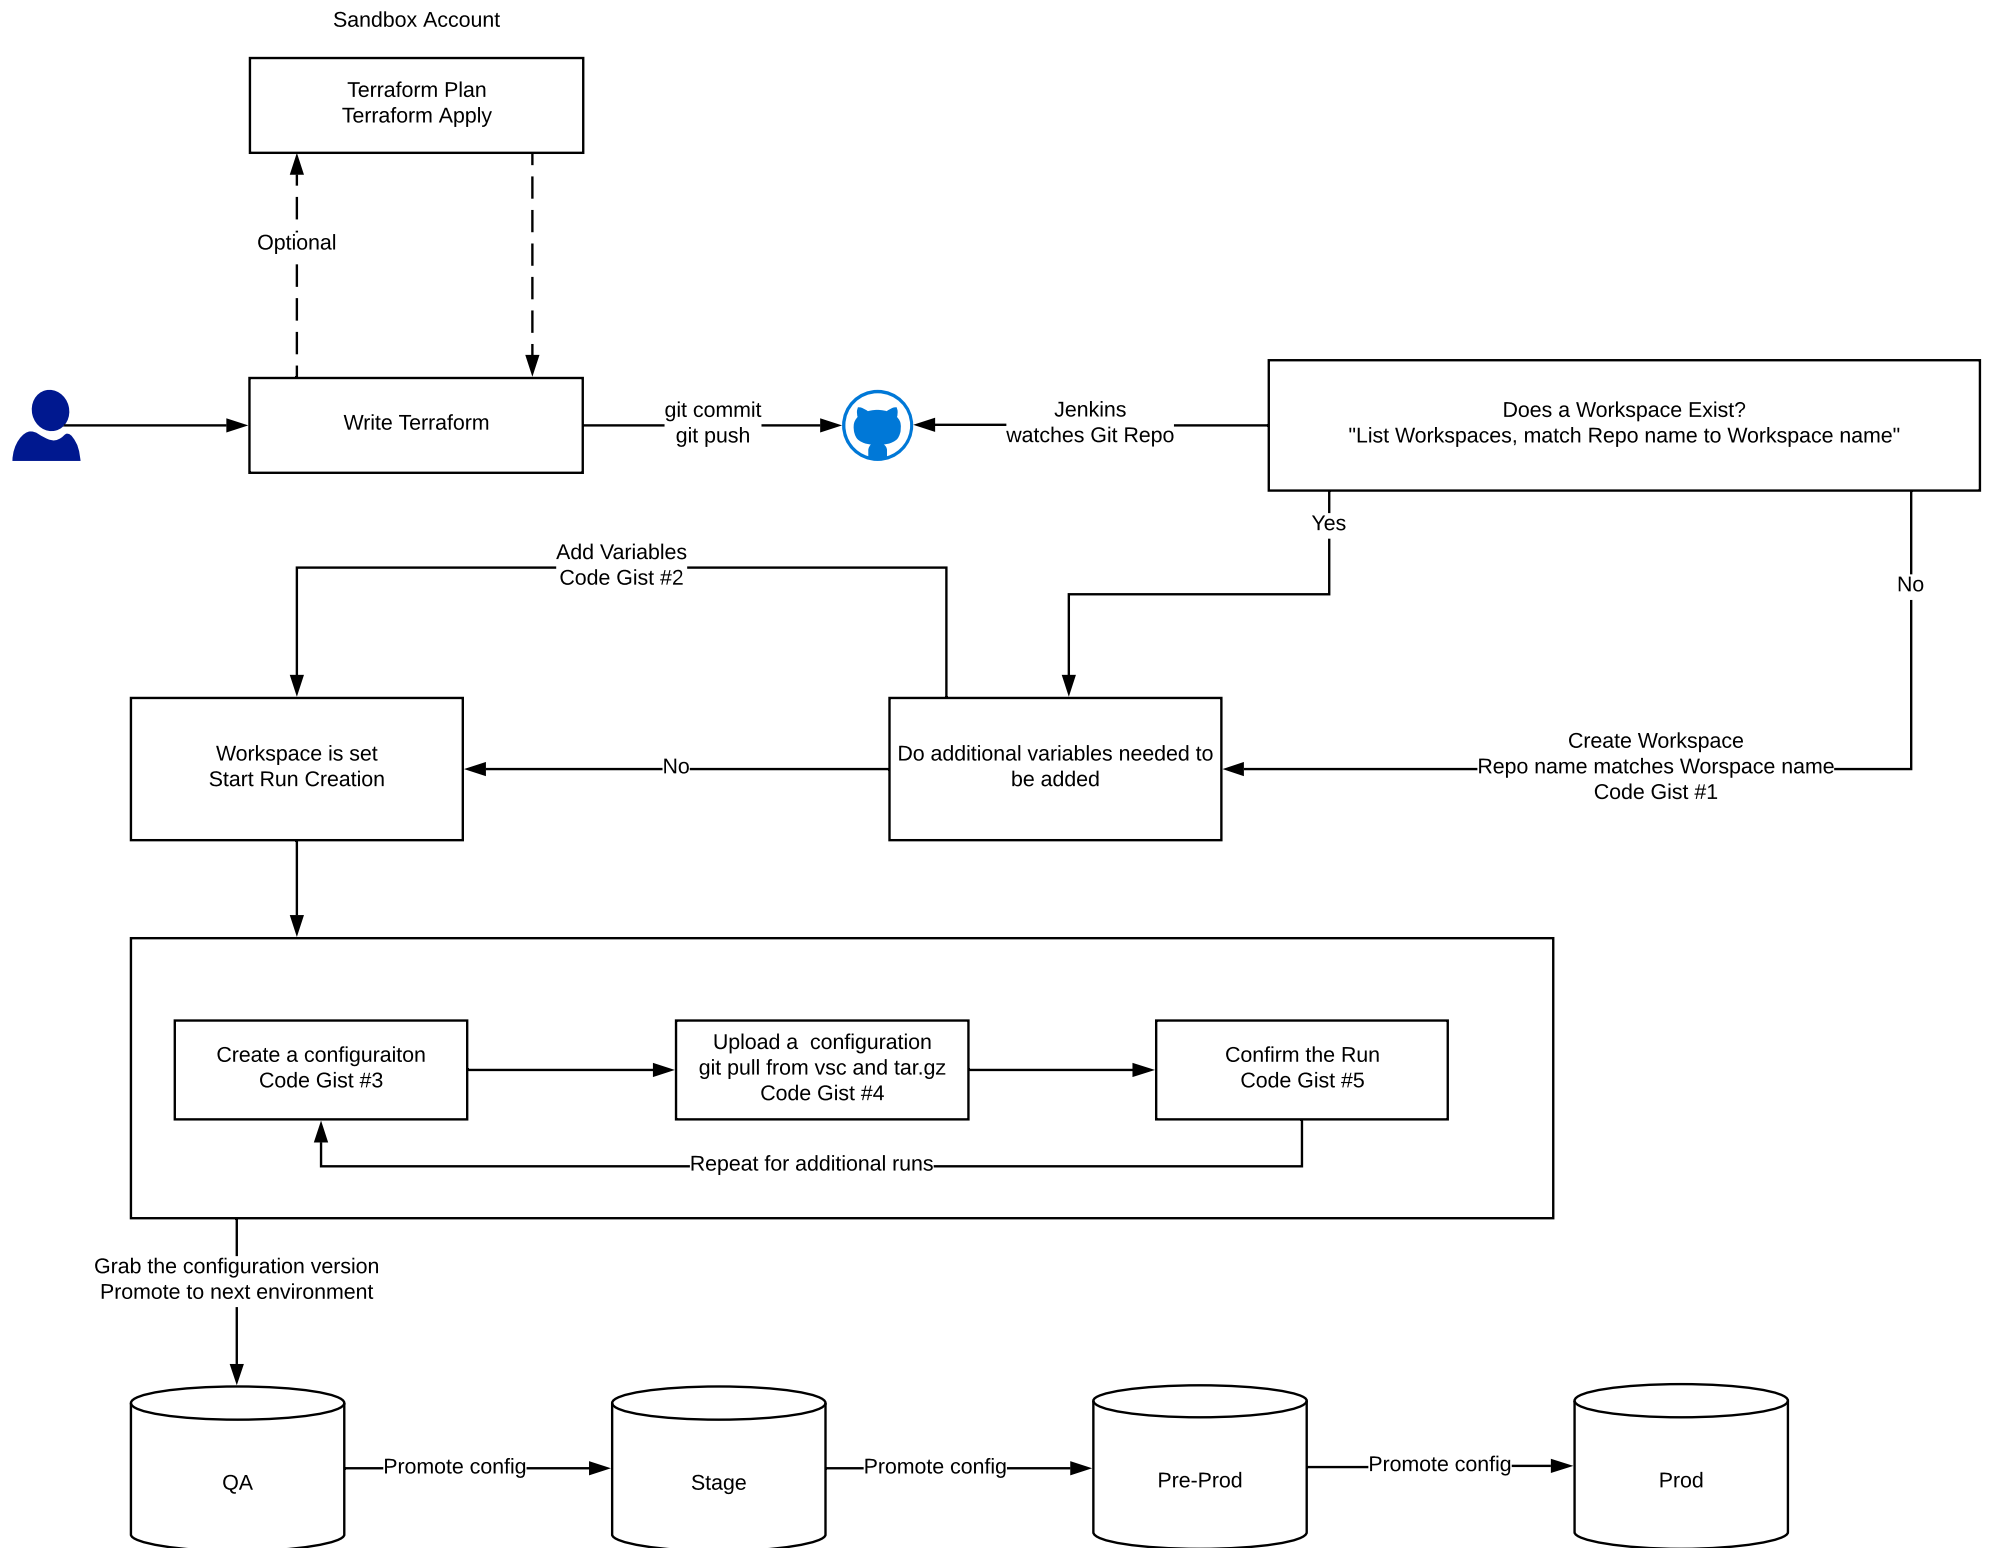 Sandbox Account
Terraform Plan
Terraform Apply
Optional
Write Terraform
git commit
git push
Jenkins
watches Git Repo
Does a Workspace Exist?
"List Workspaces, match Repo name to Workspace name"
Yes
No
Add Variables
Code Gist #2
Workspace is set
Start Run Creation
No
Do additional variables needed to
be added
Create Workspace
Repo name matches Worspace name
Code Gist #1
Create a configuraiton
Code Gist #3
Upload a  configuration
git pull from vsc and tar.gz
Code Gist #4
Confirm the Run
Code Gist #5
Repeat for additional runs
Grab the configuration version
Promote to next environment
QA
Promote config
Stage
Promote config
Pre-Prod
Promote config
Prod